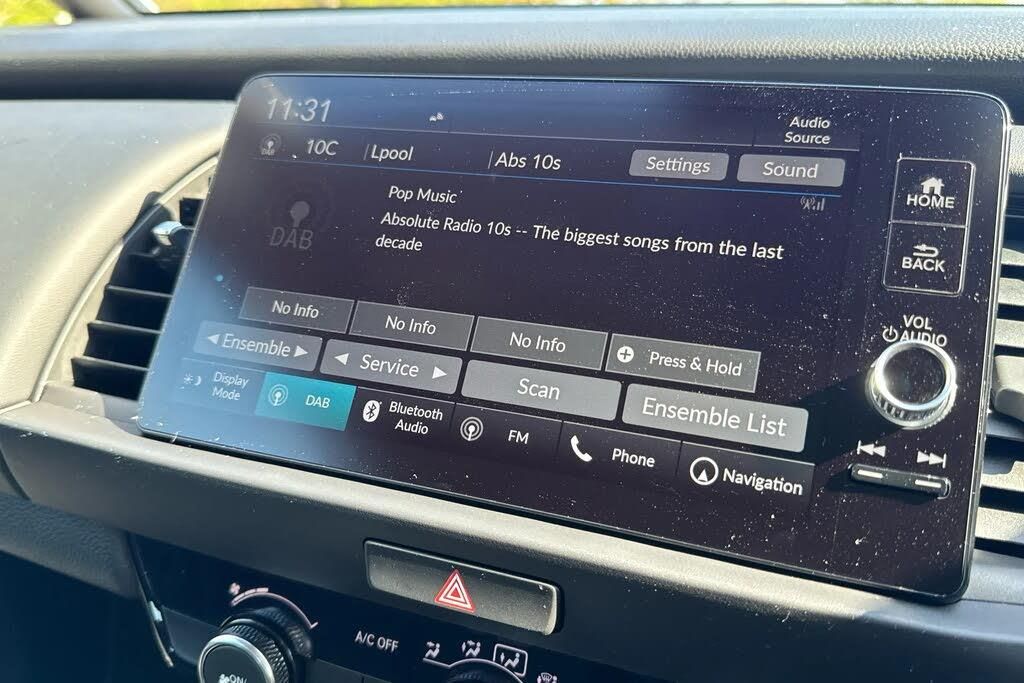 11:31
Audio
Source
DAB
10C
Lpool
Abs 10s
Settings
Sound
Pop Music
Absolute Radio 10s -- The biggest songs from the last
decade
DAB
No Info
No Info
No Info
Press & Hold
Ensemble
Service
Scan
Ensemble List
Display
Mode
DAB
Bluetooth
Audio
FM
Phone
Navigation
HOME
BACK
VOL
AUDIO
A/C OFF
ON/